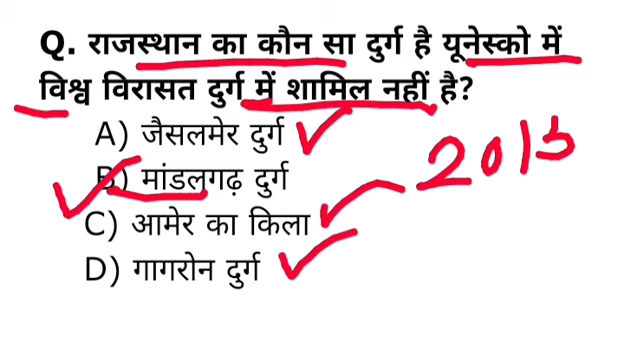 Q. राजस्थान का कौन सा दुर्ग है यूनेस्को में
विश्व विरासत दुर्ग में शामिल नहीं है?
A) जैसलमेर दुर्ग
B) मांडलगढ़ दुर्ग
C) आमेर का किला
D) गागरोन दुर्ग
2013